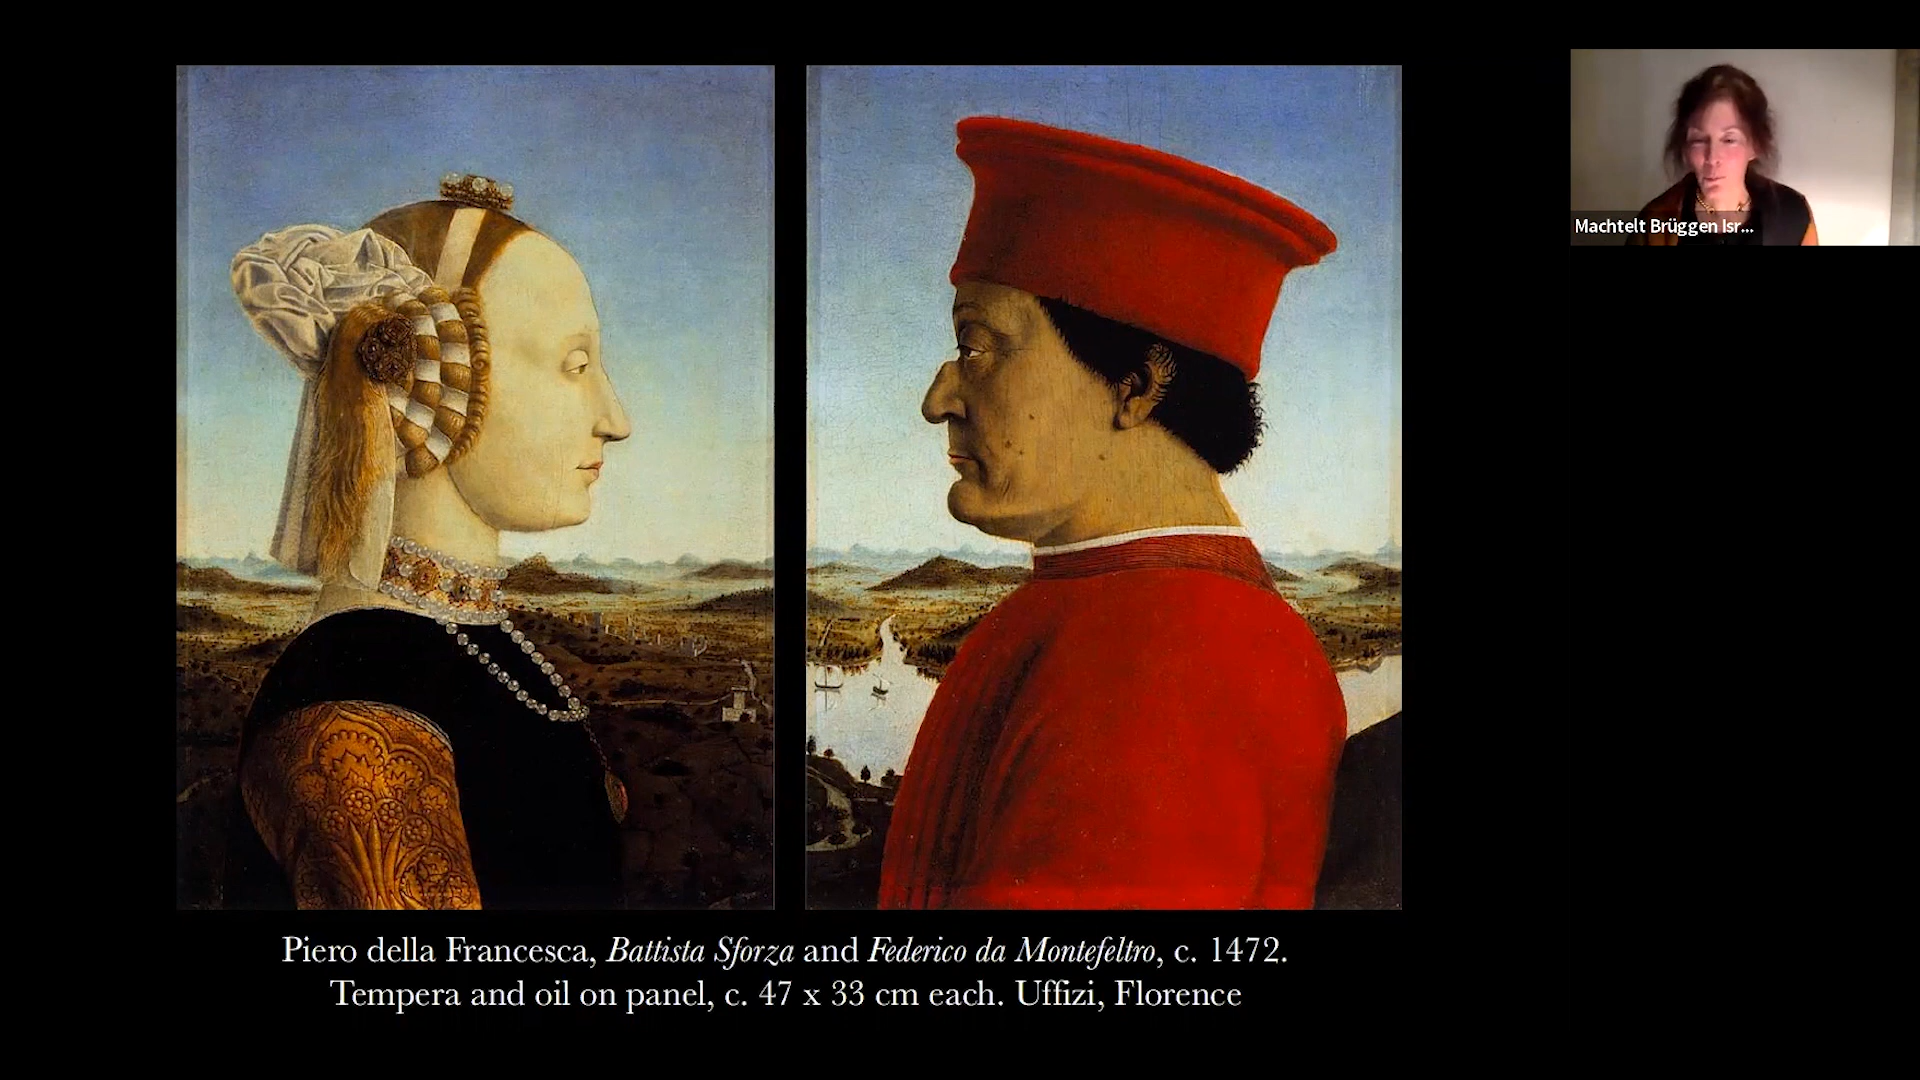 Machtelt Brüggen Isr...
Piero della Francesca, Battista Sforza and Federico da Montefeltro, c. 1472.
Tempera and oil on panel, c. 47 x 33 cm each. Uffizi, Florence